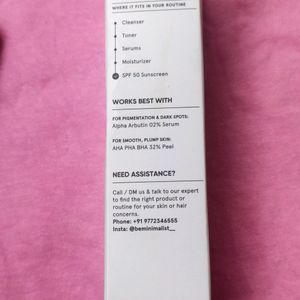 WHERE IT FITS IN YOUR ROUTINE
Cleanser
Toner
Serums
Moisturizer
SPF 50 Sunscreen
WORKS BEST WITH
FOR PIGMENTATION & DARK SPOTS:
Alpha Arbutin 02% Serum
FOR SMOOTH, PLUMP SKIN:
AHA PHA BHA 32% Peel
NEED ASSISTANCE?
Call / DM us & talk to our expert
to find the right product or
routine for your skin or hair
concerns.
Phone: +91 9772346555
Insta: @beminimalist__